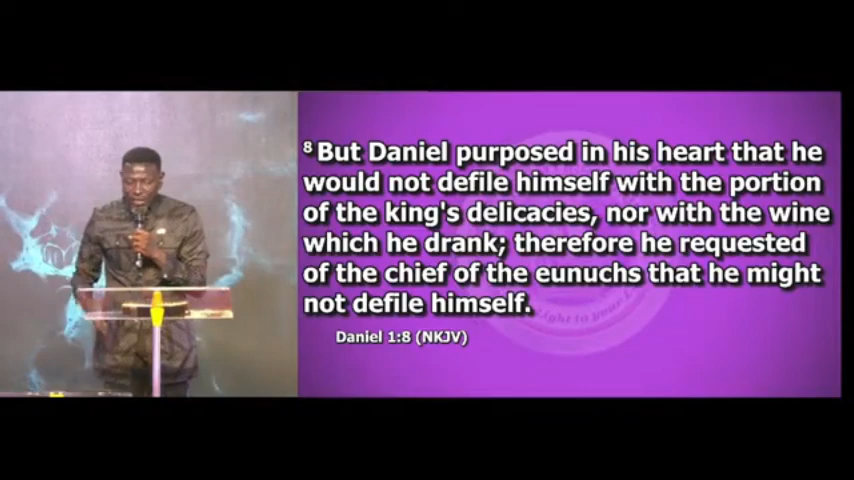 8 But Daniel purposed in his heart that he
would not defile himself with the portion
of the king's delicacies, nor with the wine
which he drank; therefore he requested
of the chief of the eunuchs that he might
not defile himself.
Daniel 1:8 (NKJV)